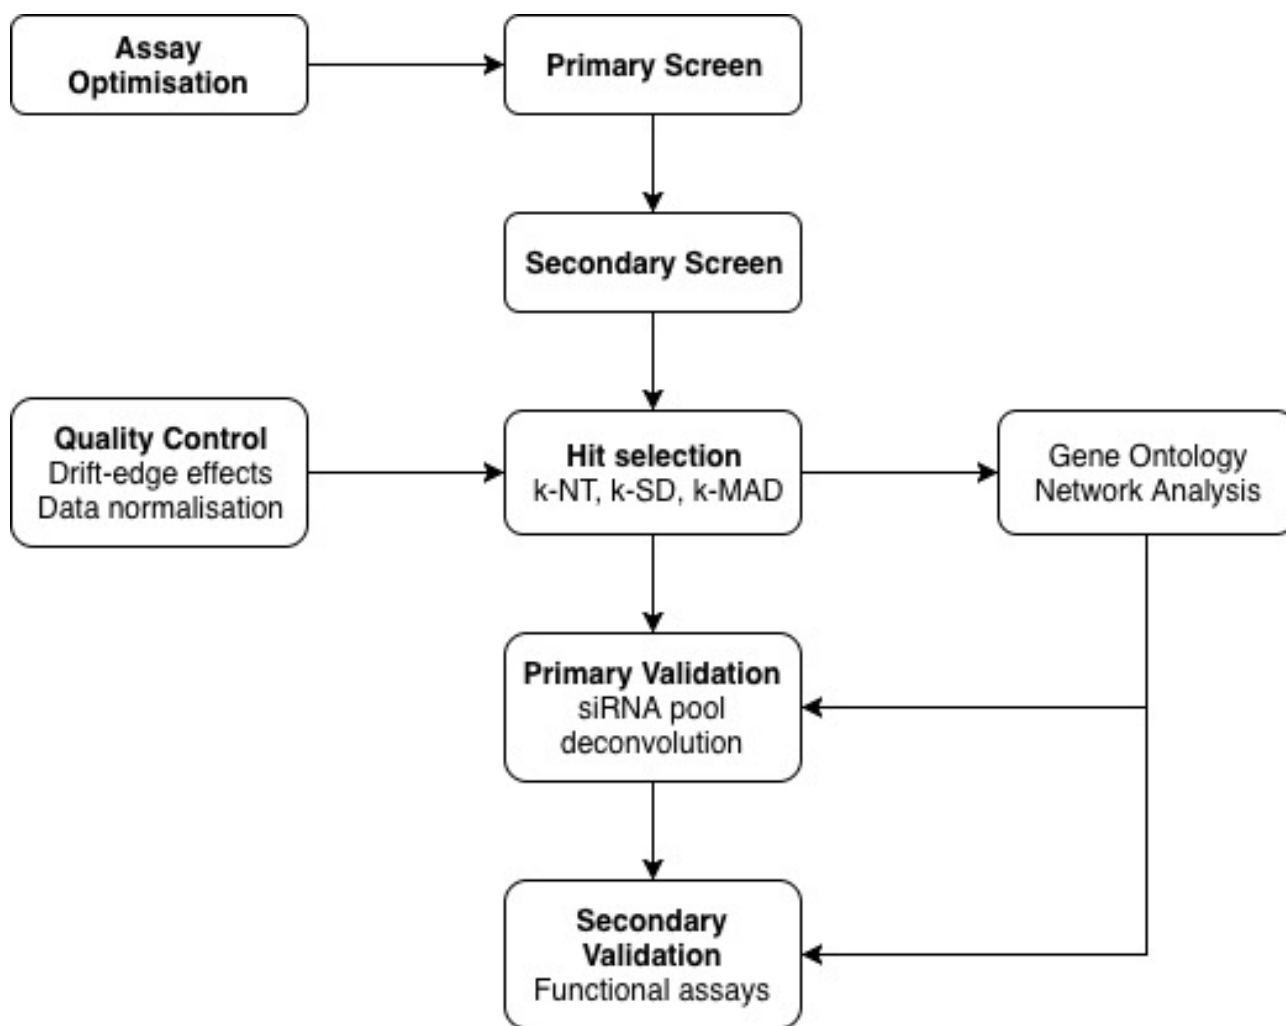 Assay
Optimisation
Primary Screen
Secondary Screen
Quality Control
Drift-edge effects
Data normalisation
Hit selection
k-NT, k-SD, k-MAD
Gene Ontology
Network Analysis
Primary Validation
siRNA pool
deconvolution
Secondary
Validation
Functional assays